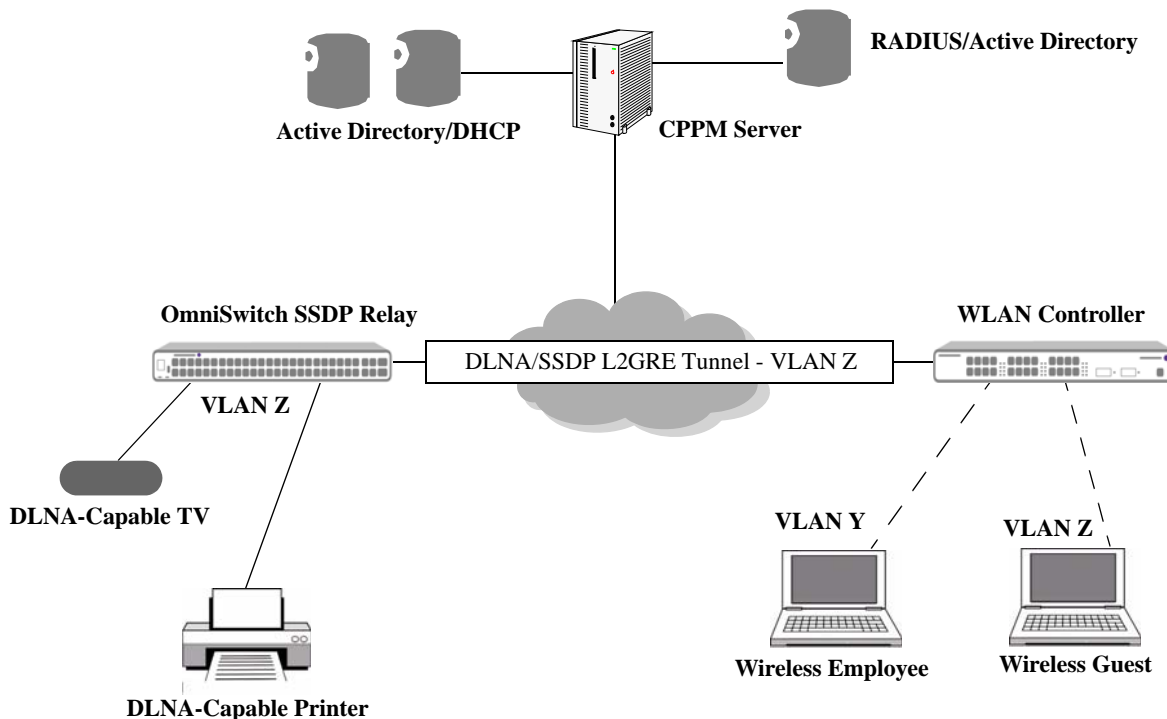 RADIUS/Active Directory
Active Directory/DHCP
CPPM Server
OmniSwitch SSDP Relay
WLAN Controller
DLNA/SSDP L2GRE Tunnel - VLAN Z
VLAN Z
DLNA-Capable TV
VLAN Y
VLAN Z
Wireless Employee
Wireless Guest
DLNA-Capable Printer